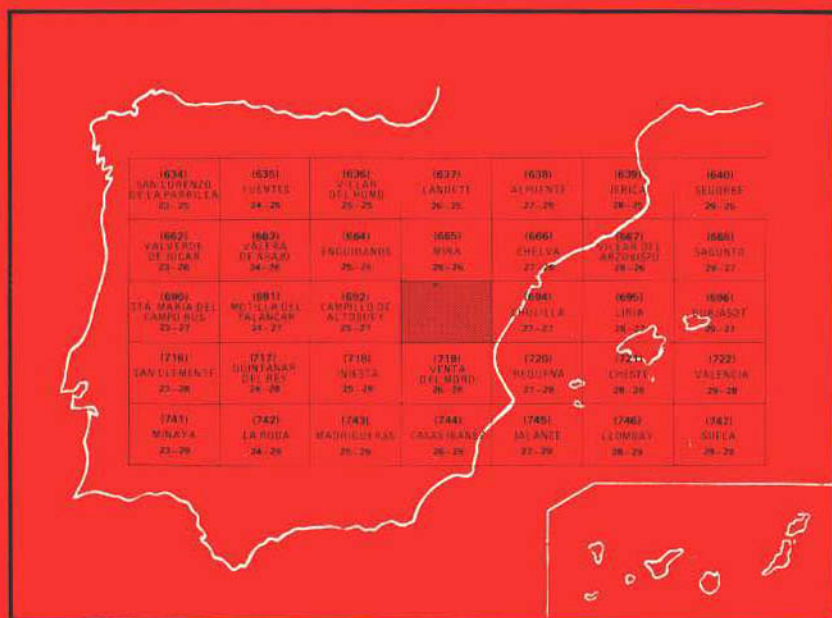 (634)
SAN LORENZO
DE LA PARRILLA
23-25
(635)
FUENTES
24-25
(636)
VILLAR
DEL HUMO
25-25
(637)
LANDETE
26-25
(638)
ALPUENTE
27-25
(639)
JERICA
28-25
(640)
SEGORBE
29-25
(662)
VALVERDE
DE JUCAR
23-26
(663)
VALERA
DE ABAJO
24-26
(664)
ENGUIDANOS
25-26
(665)
MIRA
26-26
(666)
CHELVA
27-26
(667)
VILLAR DEL
ARZOBISPO
28-26
(668)
SAGUNTO
29-27
(690)
STA. MARIA DEL
CAMPO RUS
23-27
(691)
MOTILLA DEL
PALANCAR
24-27
(692)
CAMPILLO DE
ALTOBUEY
25-27
(694)
CHULILLA
27-27
(695)
LIRIA
28-27
(696)
BURJASOT
29-27
(716)
SAN CLEMENTE
23-28
(717)
QUINTANAR
DEL REY
24-28
(718)
INIESTA
25-28
(719)
VENTA
DEL MORO
26-28
(720)
REQUENA
27-28
(721)
CHESTE
28-28
(722)
VALENCIA
29-28
(741)
MINAYA
23-29
(742)
LA RODA
24-29
(743)
MADRIGUERAS
25-29
(744)
CASAS IBAÑEZ
26-29
(745)
JALANCE
27-29
(746)
LLOMBAY
28-29
(747)
SUECA
29-29